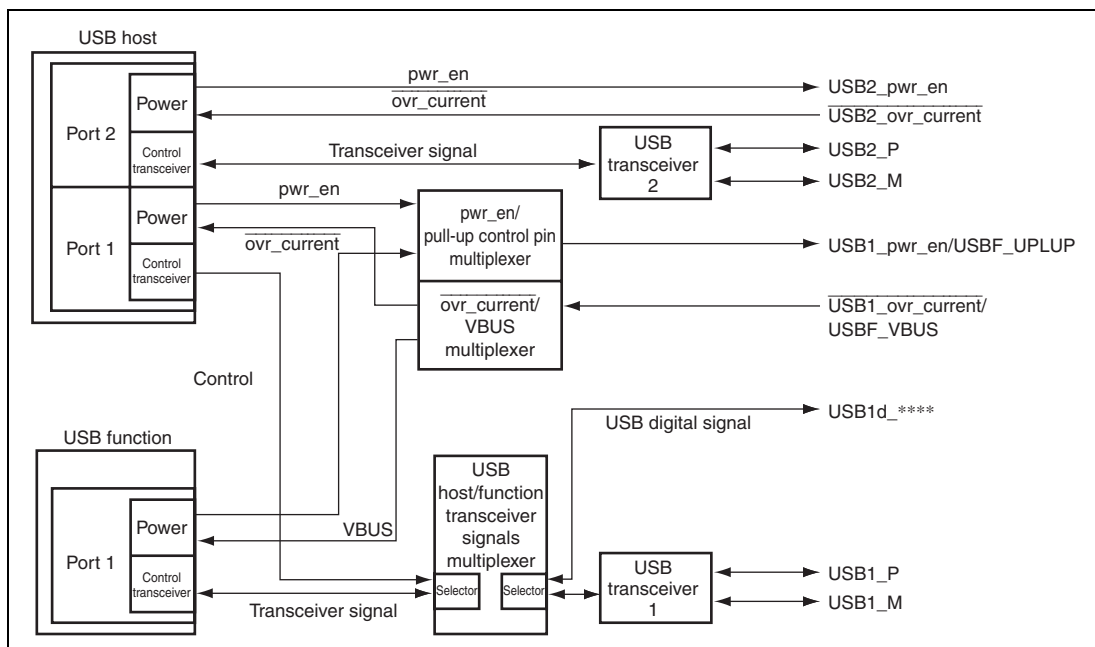 USB host
Port 2
Power
Control
transceiver
Port 1
Power
Control
transceiver
pwr_en
ovr_current
Transceiver signal
pwr_en
ovr_current
USB
transceiver
2
USB2_pwr_en
USB2_ovr_current
USB2_P
USB2_M
pwr_en/
pull-up control pin
multiplexer
ovr_current/
VBUS
multiplexer
USB1_pwr_en/USBF_UPLUP
USB1_ovr_current/
USBF_VBUS
Control
USB digital signal
USB1d_****
USB function
Port 1
Power
Control
transceiver
VBUS
Transceiver signal
USB
host/function
transceiver
signals
multiplexer
Selector
Selector
USB
transceiver
1
USB1_P
USB1_M